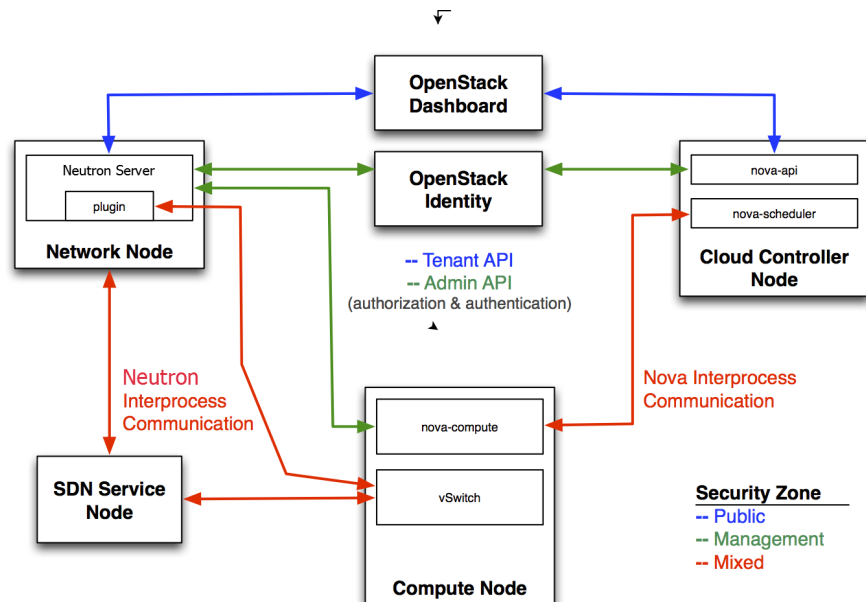 OpenStack
Dashboard
Neutron Server
plugin
Network Node
OpenStack
Identity
nova-api
nova-scheduler
Cloud Controller
Node
-- Tenant API
-- Admin API
(authorization & authentication)
Neutron
Interprocess
Communication
Nova Interprocess
Communication
nova-compute
vSwitch
Compute Node
SDN Service
Node
Security Zone
-- Public
-- Management
-- Mixed